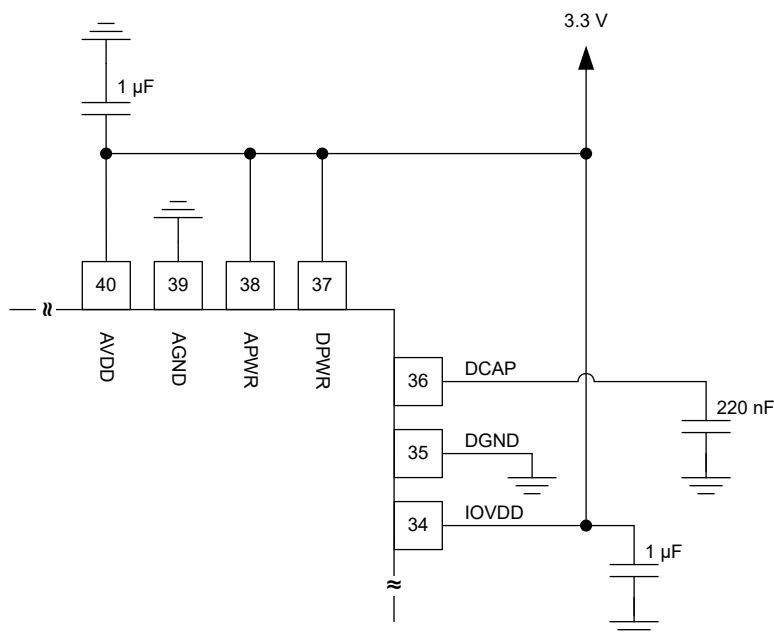 3.3 V
1 µF
40
39
38
37
AVDD
AGND
APWR
DPWR
36
DCAP
220 nF
35
DGND
34
IOVDD
1 µF